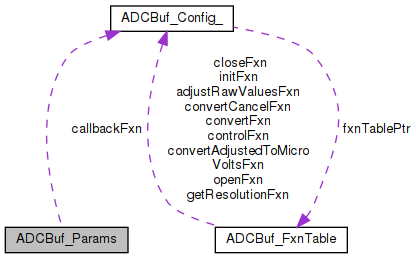 ADCBuf_Config_
closeFxn
initFxn
adjustRawValuesFxn
convertCancelFxn
callbackFxn
convertFxn
fxnTablePtr
controlFxn
convertAdjustedToMicro
VoltsFxn
openFxn
getResolutionFxn
ADCBuf_Params
ADCBuf_FxnTable